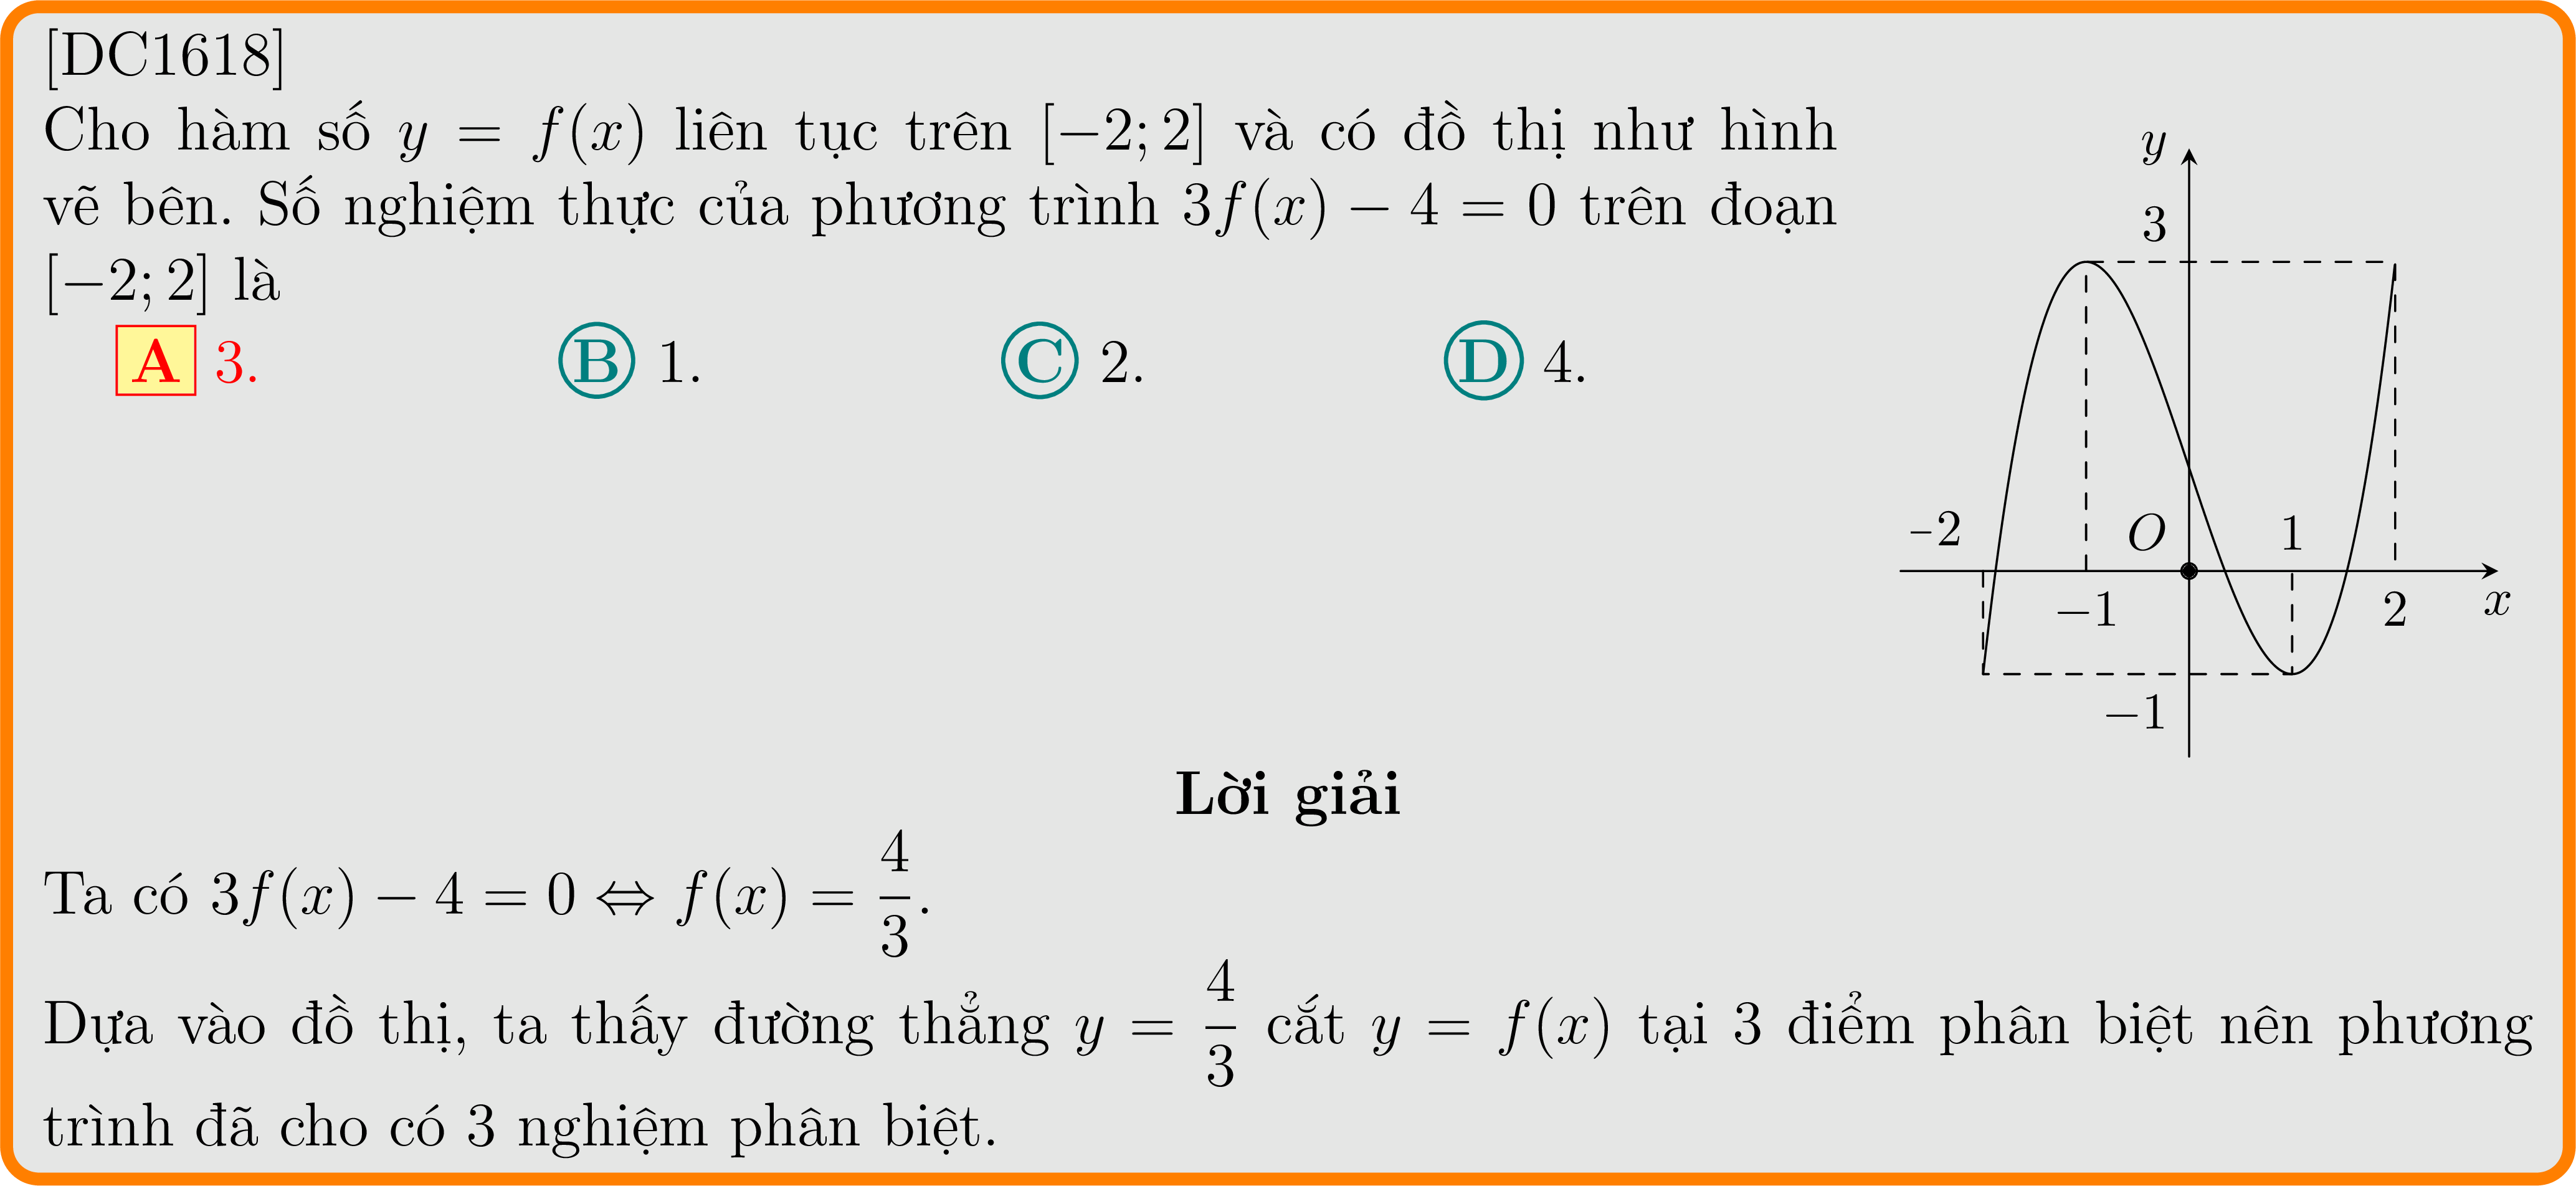 [DC1618]
Cho hàm số y = f(x) liên tục trên [−2; 2] và có đồ thị như hình
vẽ bên. Số nghiệm thực của phương trình 3f(x) − 4 = 0 trên đoạn
[−2; 2] là
A 3. B 1. C 2. D 4.
y
3
-2 O 1
−1 2 x
−1
Lời giải
Ta có 3f(x) − 4 = 0 ⇔ f(x) = 4/3.
Dựa vào đồ thị, ta thấy đường thẳng y = 4/3 cắt y = f(x) tại 3 điểm phân biệt nên phương
trình đã cho có 3 nghiệm phân biệt.